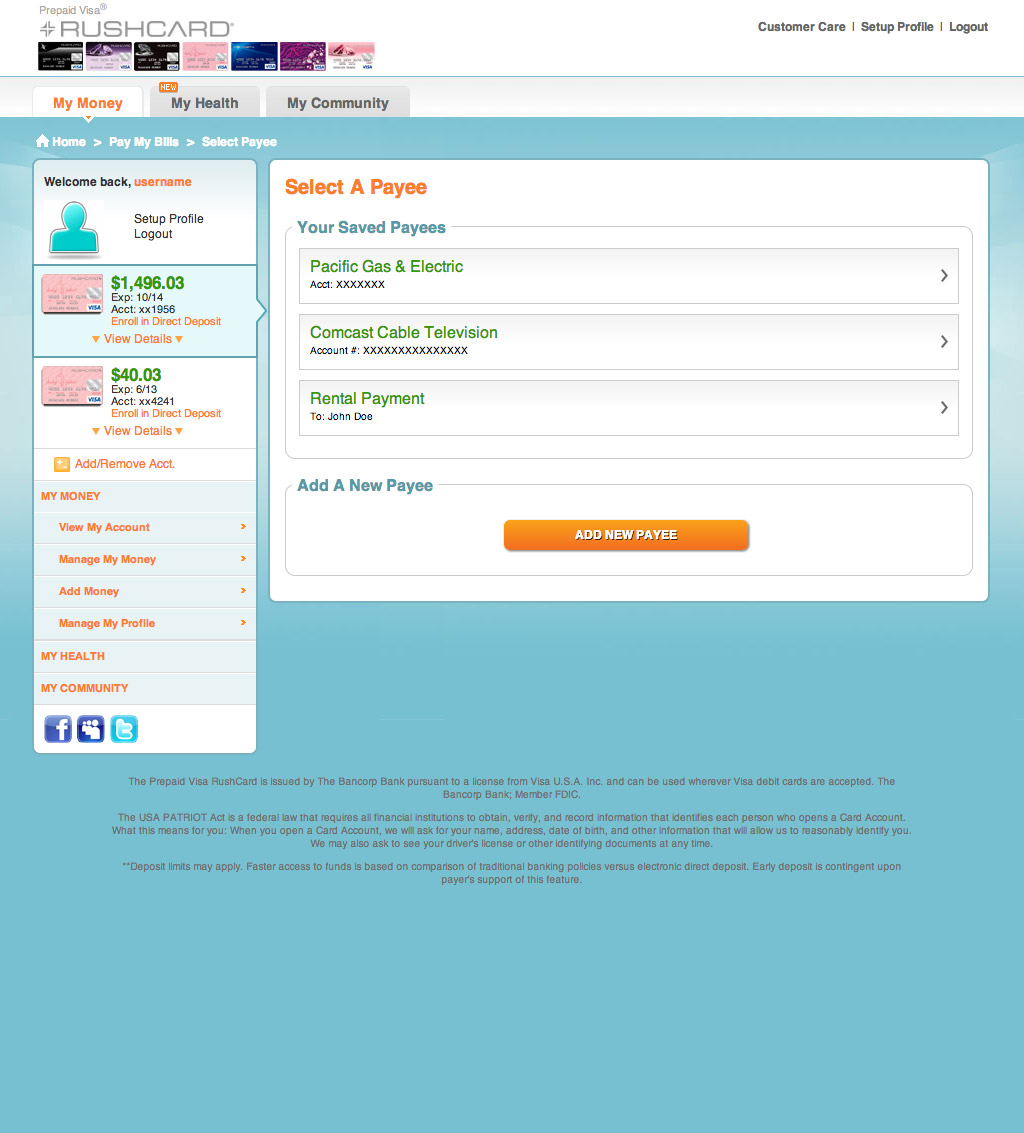 Prepaid Visa®
RUSHCARD®
Customer Care | Setup Profile | Logout
NEW
My Money
My Health
My Community
Home > Pay My Bills > Select Payee
Welcome back, username
Setup Profile
Logout
RUSHCARD
VISA
$1,496.03
Exp: 10/14
Acct: xx1956
Enroll in Direct Deposit
View Details
RUSHCARD
VISA
$40.03
Exp: 6/13
Acct: xx4241
Enroll in Direct Deposit
View Details
Add/Remove Acct.
MY MONEY
View My Account
Manage My Money
Add Money
Manage My Profile
MY HEALTH
MY COMMUNITY
Select A Payee
Your Saved Payees
Pacific Gas & Electric
Acct: XXXXXXX
Comcast Cable Television
Account #: XXXXXXXXXXXXXXX
Rental Payment
To: John Doe
Add A New Payee
ADD NEW PAYEE
The Prepaid Visa RushCard is issued by The Bancorp Bank pursuant to a license from Visa U.S.A. Inc. and can be used wherever Visa debit cards are accepted. The
Bancorp Bank; Member FDIC.
The USA PATRIOT Act is a federal law that requires all financial institutions to obtain, verify, and record information that identifies each person who opens a Card Account.
What this means for you: When you open a Card Account, we will ask for your name, address, date of birth, and other information that will allow us to reasonably identify you.
We may also ask to see your driver's license or other identifying documents at any time.
**Deposit limits may apply. Faster access to funds is based on comparison of traditional banking policies versus electronic direct deposit. Early deposit is contingent upon
payer's support of this feature.